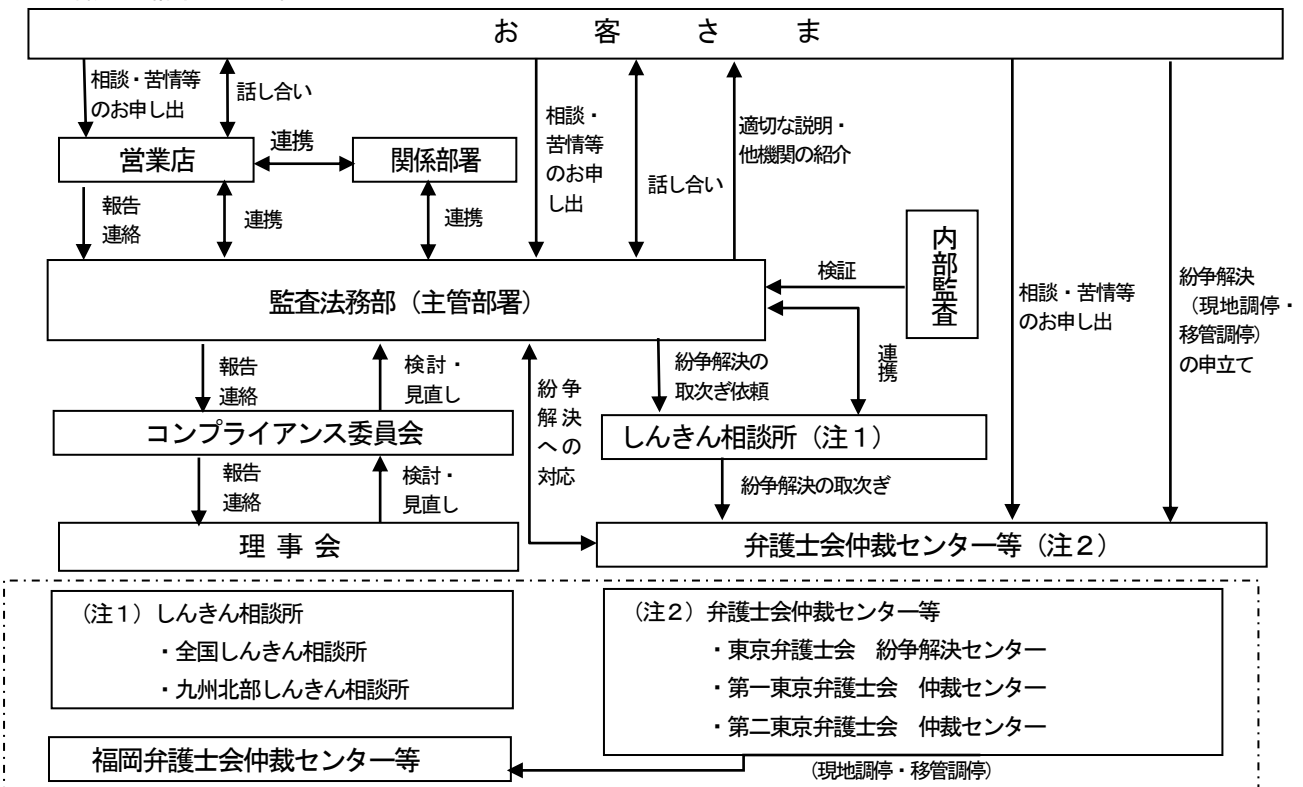 お客さま
相談・苦情等
のお申し出
話し合い
相談・
苦情等
のお申
し出
話し合い
適切な説明・
他機関の紹介
営業店
連携
関係部署
報告
連絡
連携
連携
内部監査
検証
監査法務部（主管部署）
相談・苦情等
のお申し出
紛争解決
（現地調停・
移管調停）
の申立て
報告
連絡
検討・
見直し
紛争
解決
への
対応
紛争解決の
取次ぎ依頼
連携
コンプライアンス委員会
しんきん相談所（注１）
報告
連絡
検討・
見直し
紛争解決の取次ぎ
理事会
弁護士会仲裁センター等（注２）
（注１）しんきん相談所
・全国しんきん相談所
・九州北部しんきん相談所
（注２）弁護士会仲裁センター等
・東京弁護士会　紛争解決センター
・第一東京弁護士会　仲裁センター
・第二東京弁護士会　仲裁センター
福岡弁護士会仲裁センター等
（現地調停・移管調停）